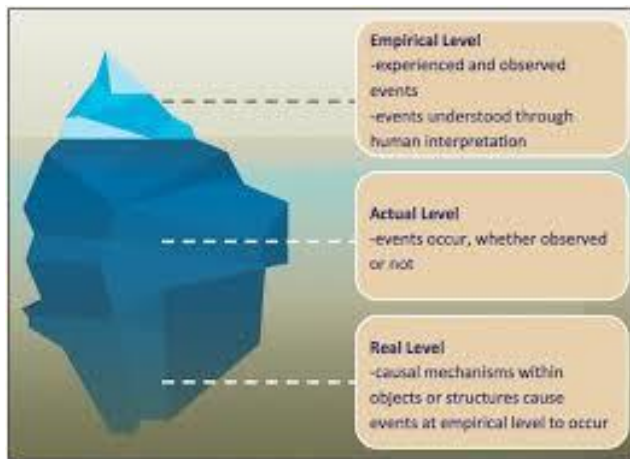 Empirical Level
-experienced and observed
events
-events understood through
human interpretation
Actual Level
-events occur, whether observed
or not
Real Level
-causal mechanisms within
objects or structures cause
events at empirical level to occur